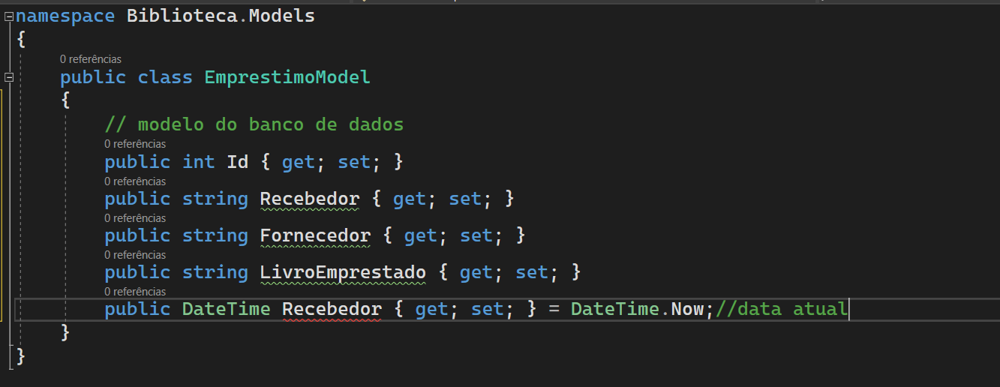 namespace Biblioteca.Models
{
0 referências
public class EmprestimoModel
{
// modelo do banco de dados
0 referências
public int Id { get; set; }
0 referências
public string Recebedor { get; set; }
0 referências
public string Fornecedor { get; set; }
0 referências
public string LivroEmprestado { get; set; }
0 referências
public DateTime Recebedor { get; set; } = DateTime.Now;//data atual
}
}